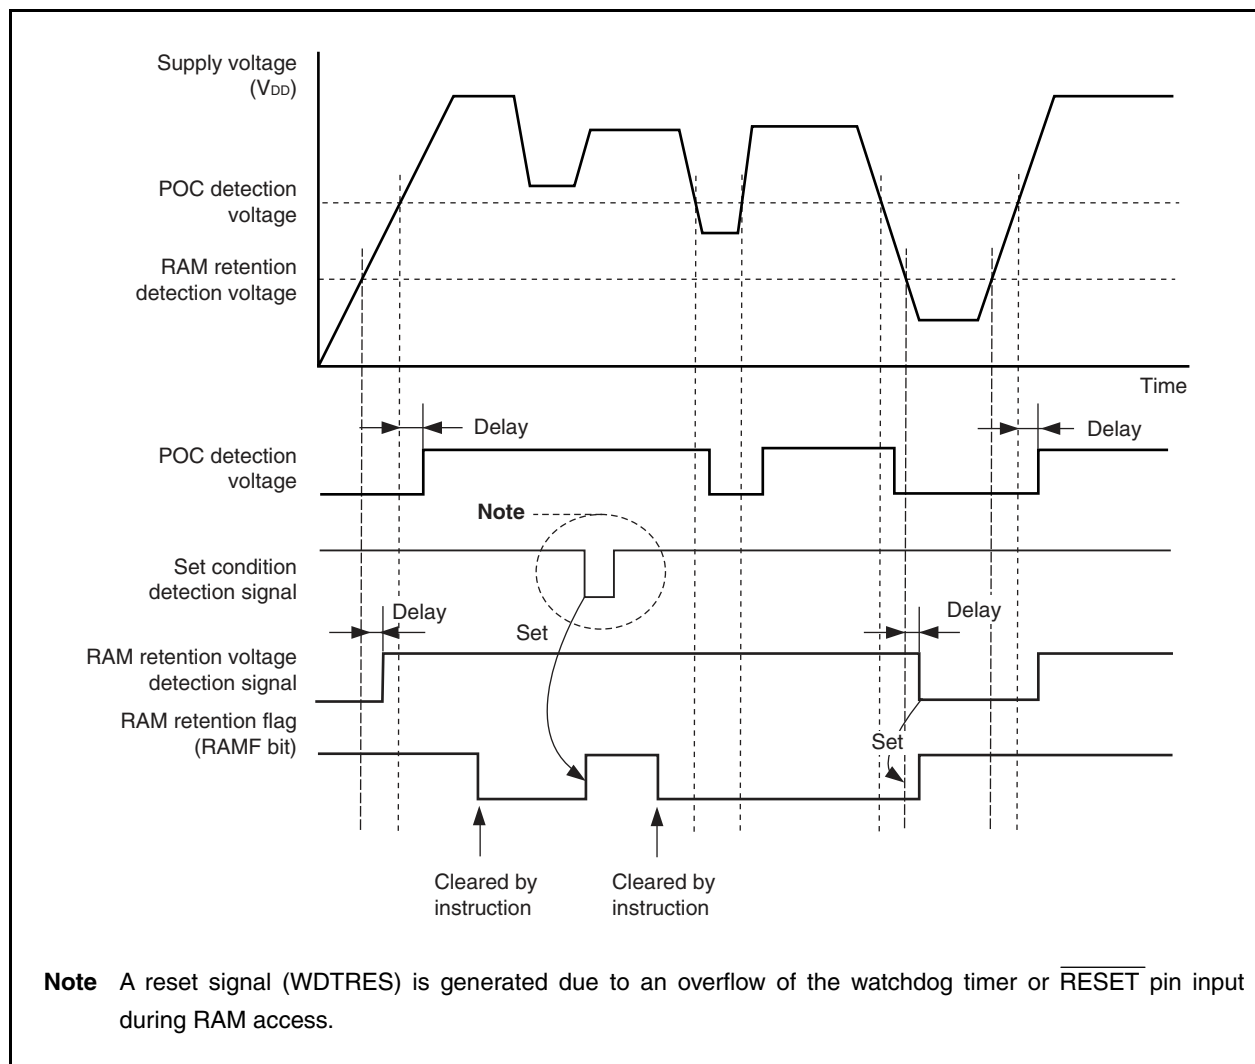 Supply voltage
(VDD)
POC detection
voltage
RAM retention
detection voltage
Time
Delay
Delay
POC detection
voltage
Note
Set condition
detection signal
Delay
Delay
Set
RAM retention voltage
detection signal
RAM retention flag
(RAMF bit)
Set
Cleared by
instruction
Cleared by
instruction
Note A reset signal (WDTRES) is generated due to an overflow of the watchdog timer or RESET pin input
during RAM access.